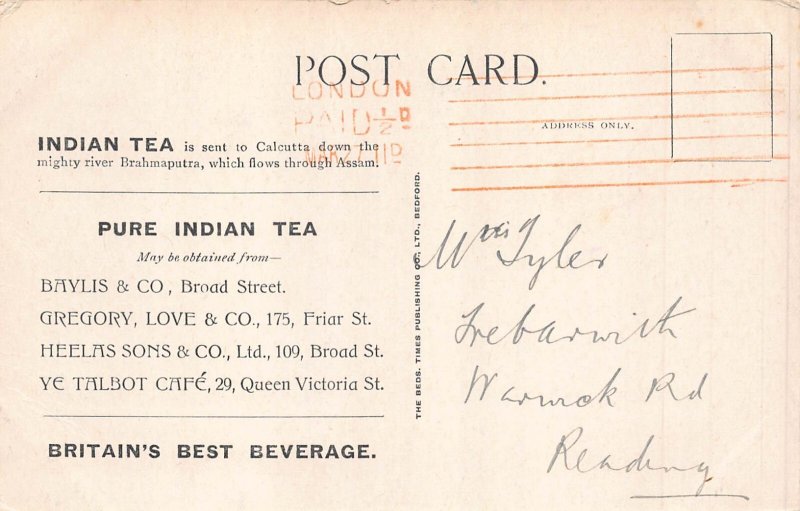 POST CARD.
LONDON
PAID ½D
MAR 27 11D
ADDRESS ONLY.
INDIAN TEA is sent to Calcutta down the
mighty river Brahmaputra, which flows through Assam.
PURE INDIAN TEA
May be obtained from—
BAYLIS & CO, Broad Street.
GREGORY, LOVE & CO., 175, Friar St.
HEELAS SONS & CO., Ltd., 109, Broad St.
YE TALBOT CAFÉ, 29, Queen Victoria St.
BRITAIN'S BEST BEVERAGE.
THE BEDS. TIMES PUBLISHING CO., LTD., BEDFORD.
Tyler
Trebarwith
Warwick Rd
Reading